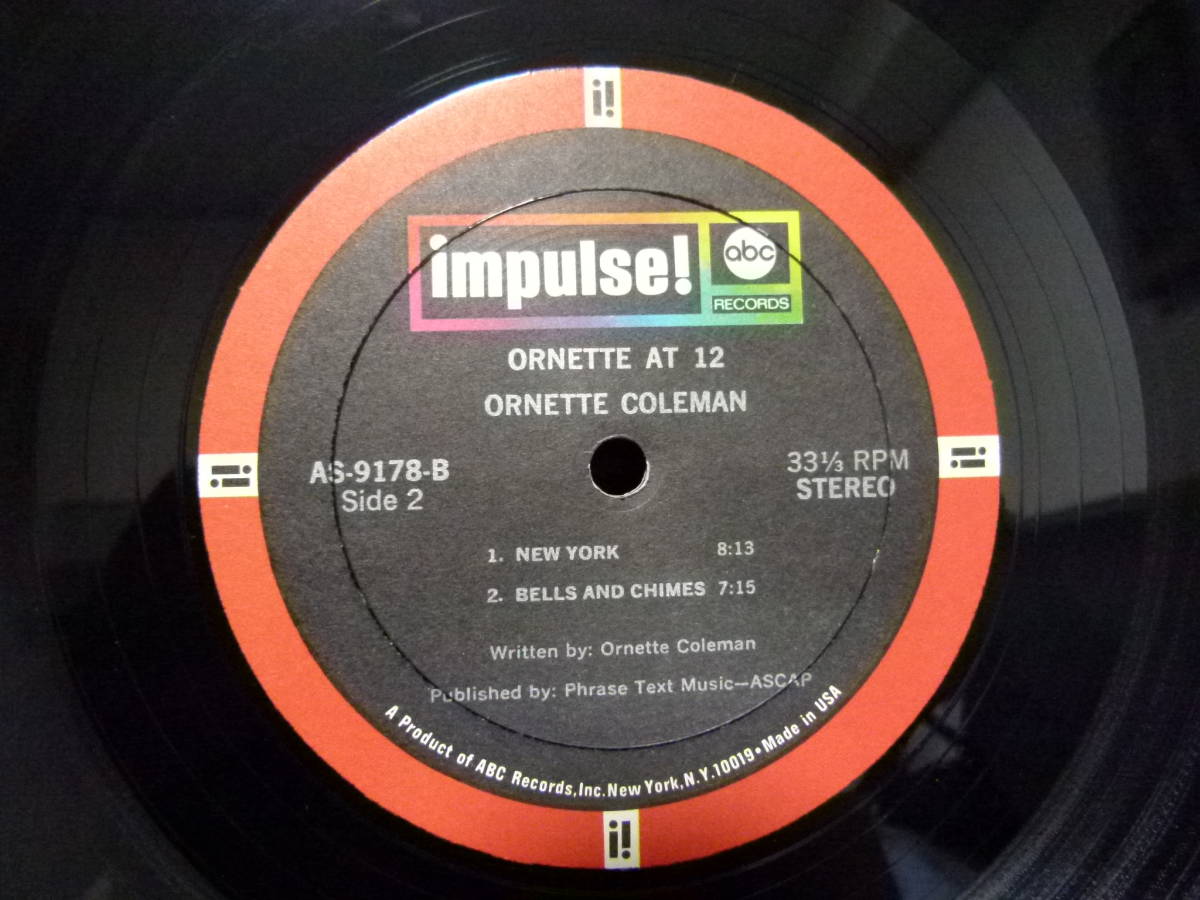 i!
impulse!
abc
RECORDS
ORNETTE AT 12
ORNETTE COLEMAN
i!
AS-9178-B
Side 2
33⅓ RPM
STEREO
i!
1. NEW YORK 8:13
2. BELLS AND CHIMES 7:15
Written by: Ornette Coleman
Published by: Phrase Text Music—ASCAP
A Product of ABC Records,Inc.New York,N.Y.10019•Made in USA
i!